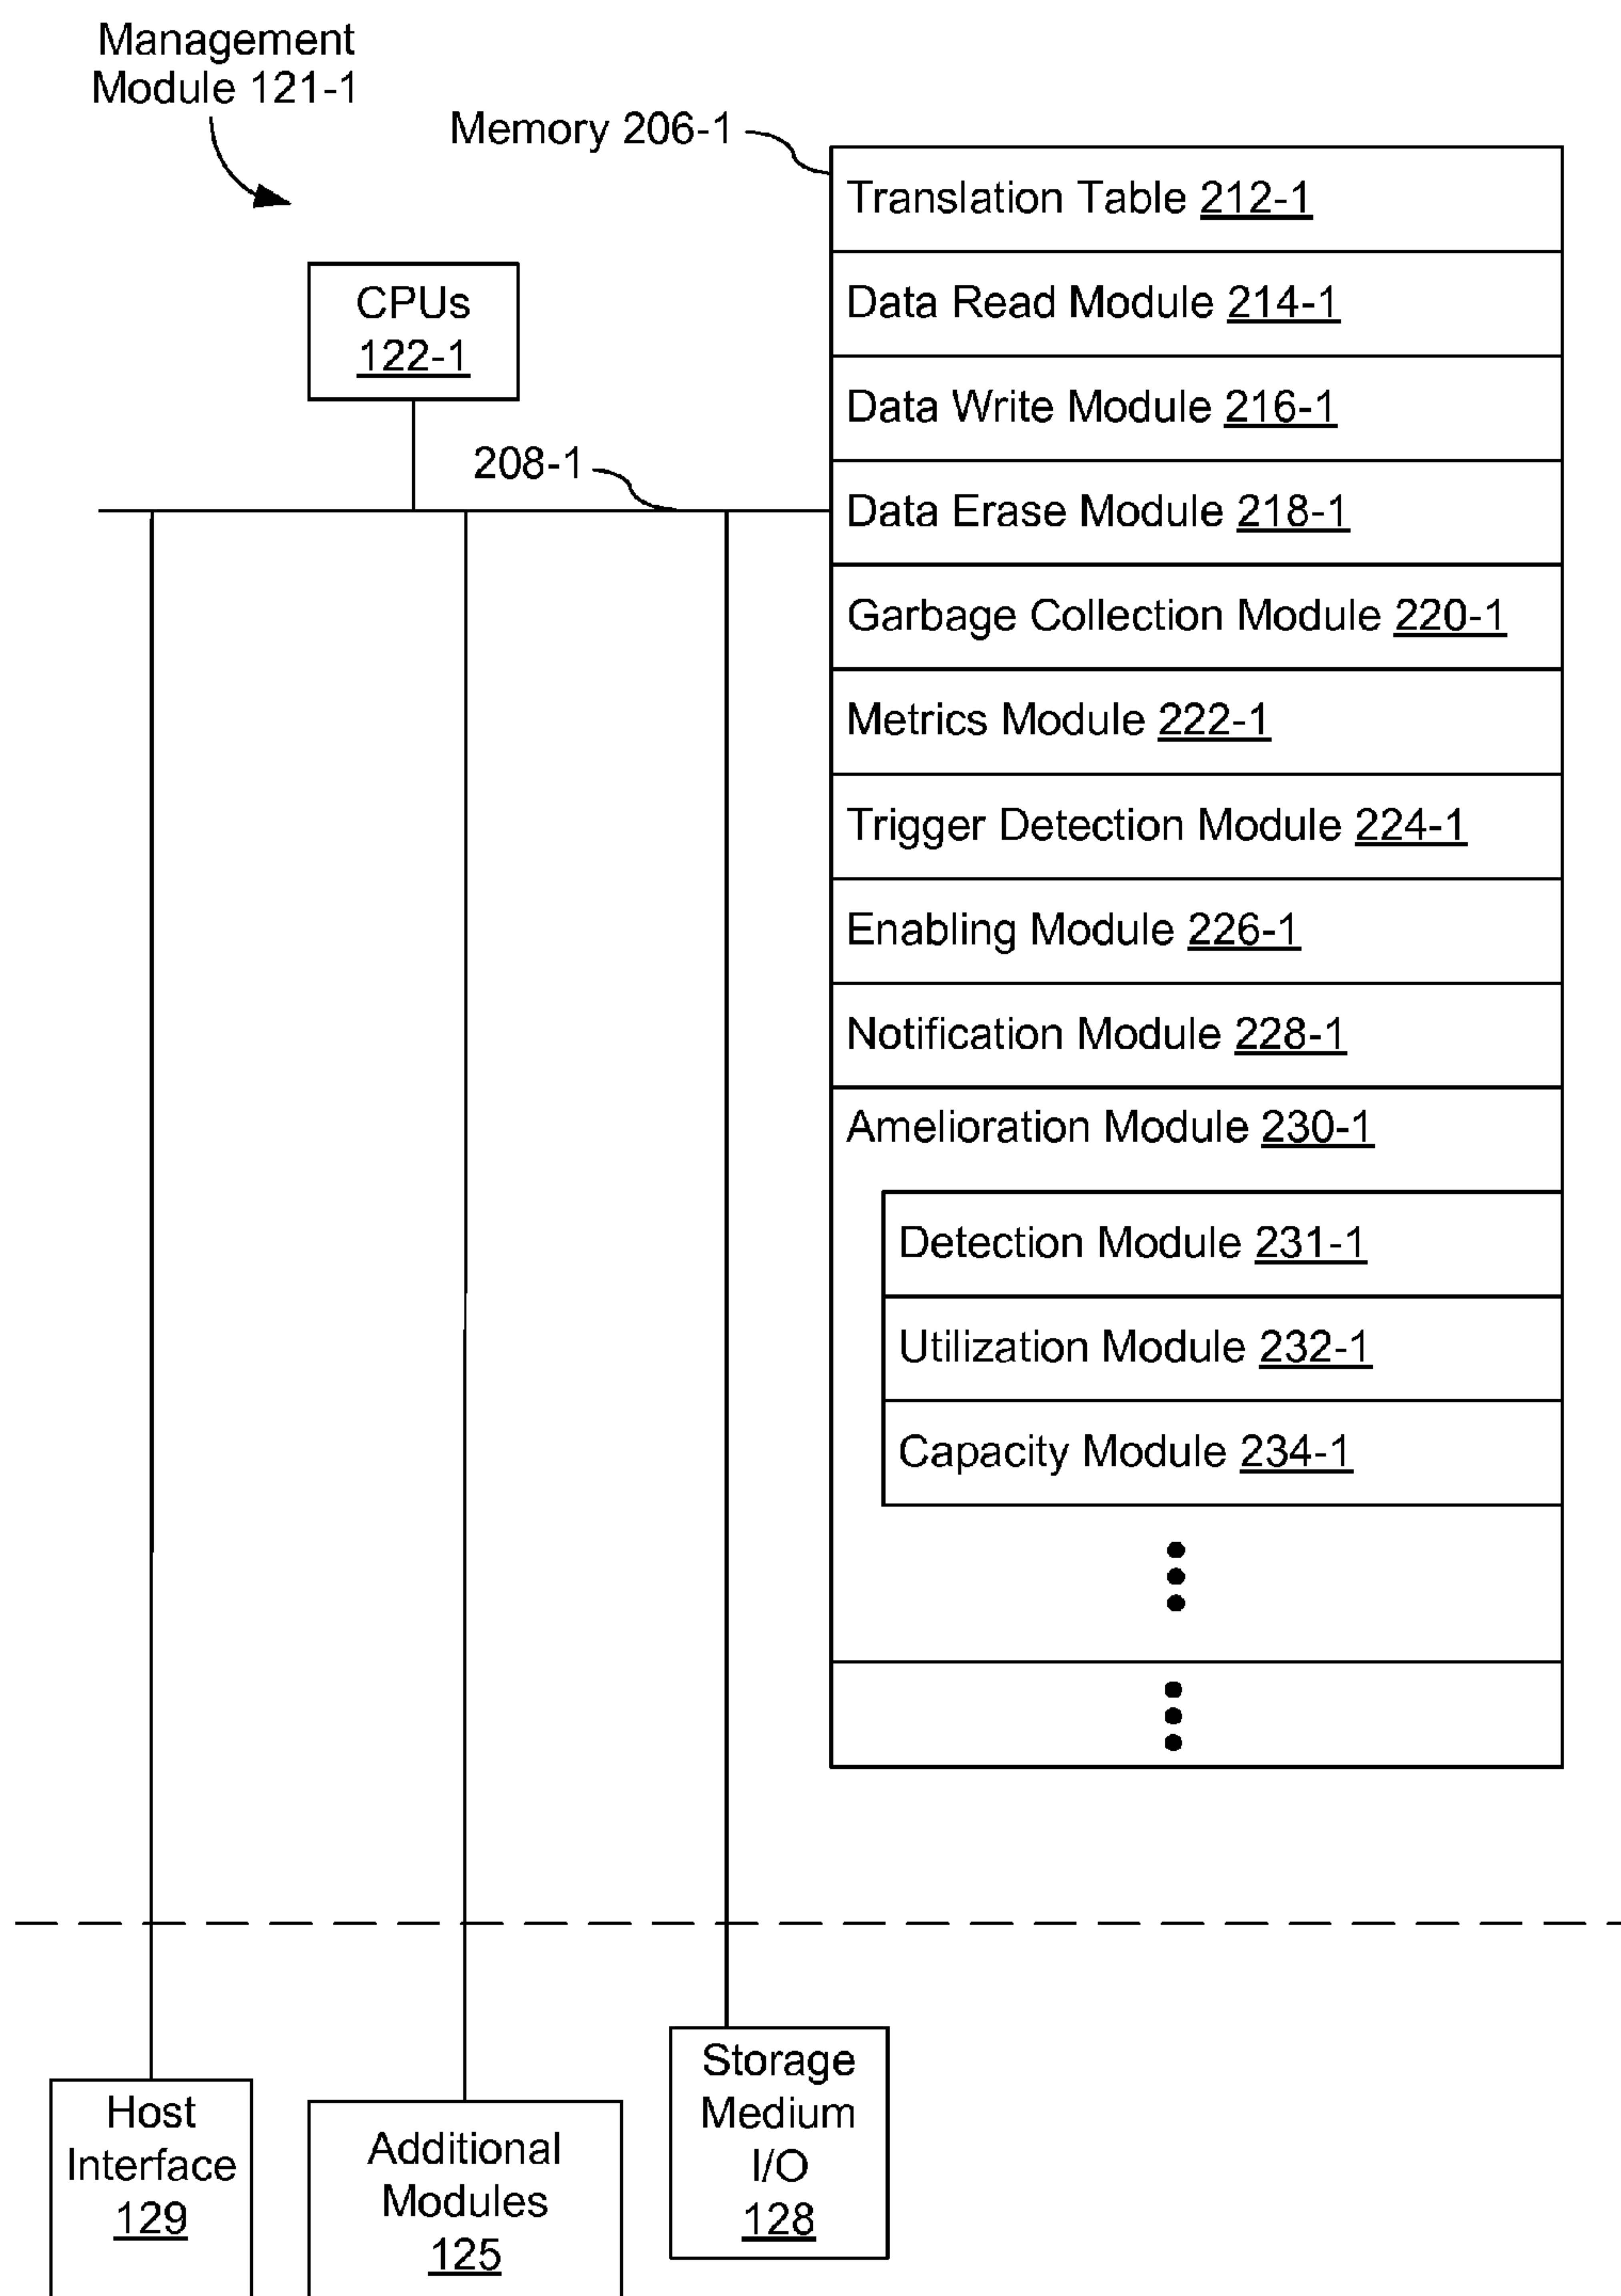 Management
Module 121-1
Memory 206-1
Translation Table 212-1
Data Read Module 214-1
CPUs
122-1
Data Write Module 216-1
208-1
Data Erase Module 218-1
Garbage Collection Module 220-1
Metrics Module 222-1
Trigger Detection Module 224-1
Enabling Module 226-1
Notification Module 228-1
Amelioration Module 230-1
Detection Module 231-1
Utilization Module 232-1
Capacity Module 234-1
Host
Interface
129
Additional
Modules
125
Storage
Medium
I/O
128